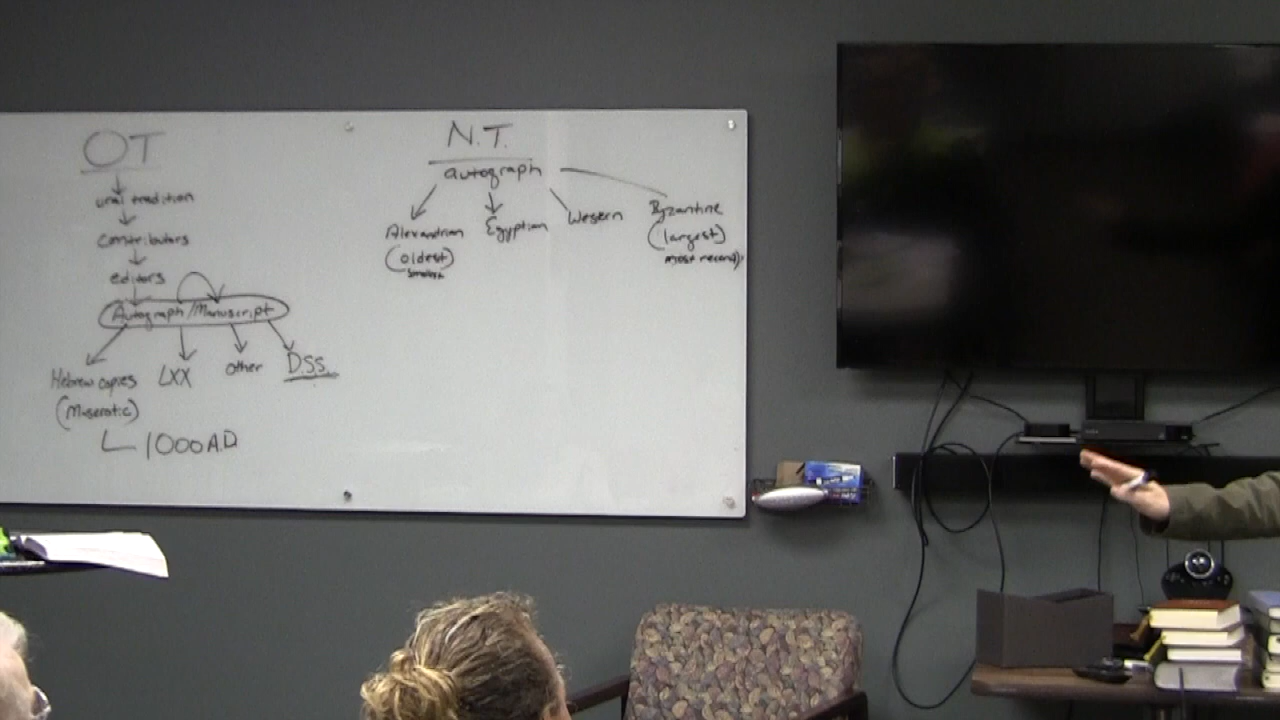 OT
oral tradition
contributors
editors
Autograph/Manuscript
Hebrew copies LXX other D.S.S.
(Maseratic)
1000 A.D
N.T.
autograph
Alexandrian Egyptian Western Byzantine
(oldest) (largest)
smallest most recent)